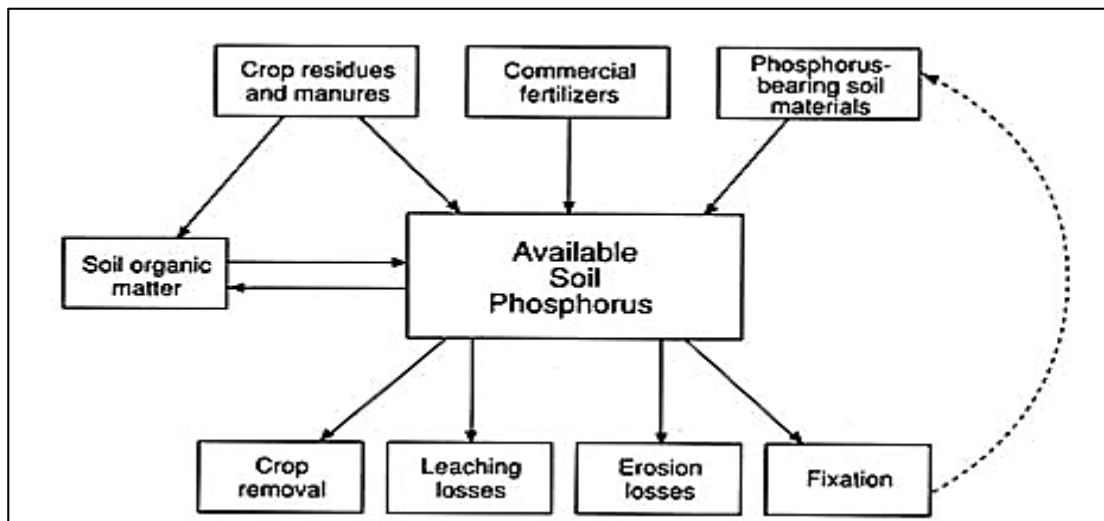 Crop residues
and manures
Commercial
fertilizers
Phosphorus-
bearing soil
materials
Soil organic
matter
Available
Soil
Phosphorus
Crop
removal
Leaching
losses
Erosion
losses
Fixation